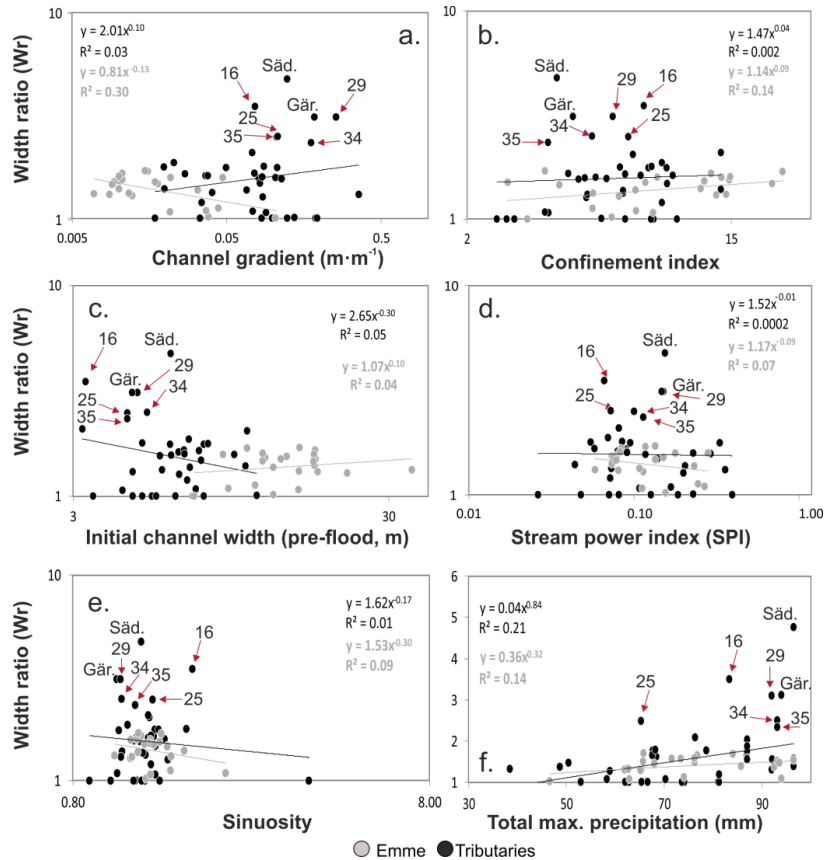 y = 2.01x^0.10
R² = 0.03
y = 0.81x^-0.13
R² = 0.30
a.
Säd.
16
29
Gär.
25
35
34
10
1
0.005
0.05
0.5
Width ratio (Wr)
Channel gradient (m·m⁻¹)
b.
y = 1.47x^0.04
R² = 0.002
y = 1.14x^0.09
R² = 0.14
Säd.
29
16
Gär.
34
25
35
10
1
2
15
Confinement index
c.
y = 2.65x^-0.30
R² = 0.05
y = 1.07x^0.10
R² = 0.04
16
Säd.
Gär.
29
25
34
35
10
1
3
30
Width ratio (Wr)
Initial channel width (pre-flood, m)
d.
y = 1.52x^-0.01
R² = 0.0002
y = 1.17x^-0.09
R² = 0.07
Säd.
16
Gär.
25
34
29
35
10
1
0.01
0.10
1.00
Stream power index (SPI)
e.
y = 1.62x^-0.17
R² = 0.01
y = 1.53x^-0.30
R² = 0.09
Säd.
29
16
Gär.
34
35
25
10
1
0.80
8.00
Width ratio (Wr)
Sinuosity
y = 0.04x^0.84
R² = 0.21
y = 0.36x^0.32
R² = 0.14
Säd.
16
29
Gär.
25
34
35
f.
6
5
4
3
2
1
30
50
70
90
Total max. precipitation (mm)
Emme
Tributaries